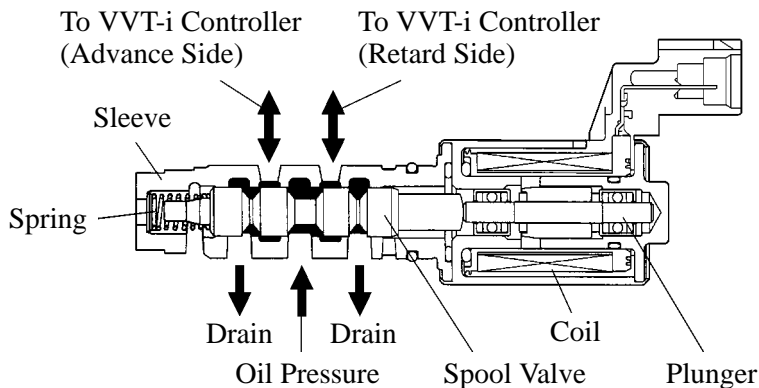 To VVT-i Controller
(Advance Side)
To VVT-i Controller
(Retard Side)
Sleeve
Spring
Drain
Drain
Coil
Oil Pressure
Spool Valve
Plunger